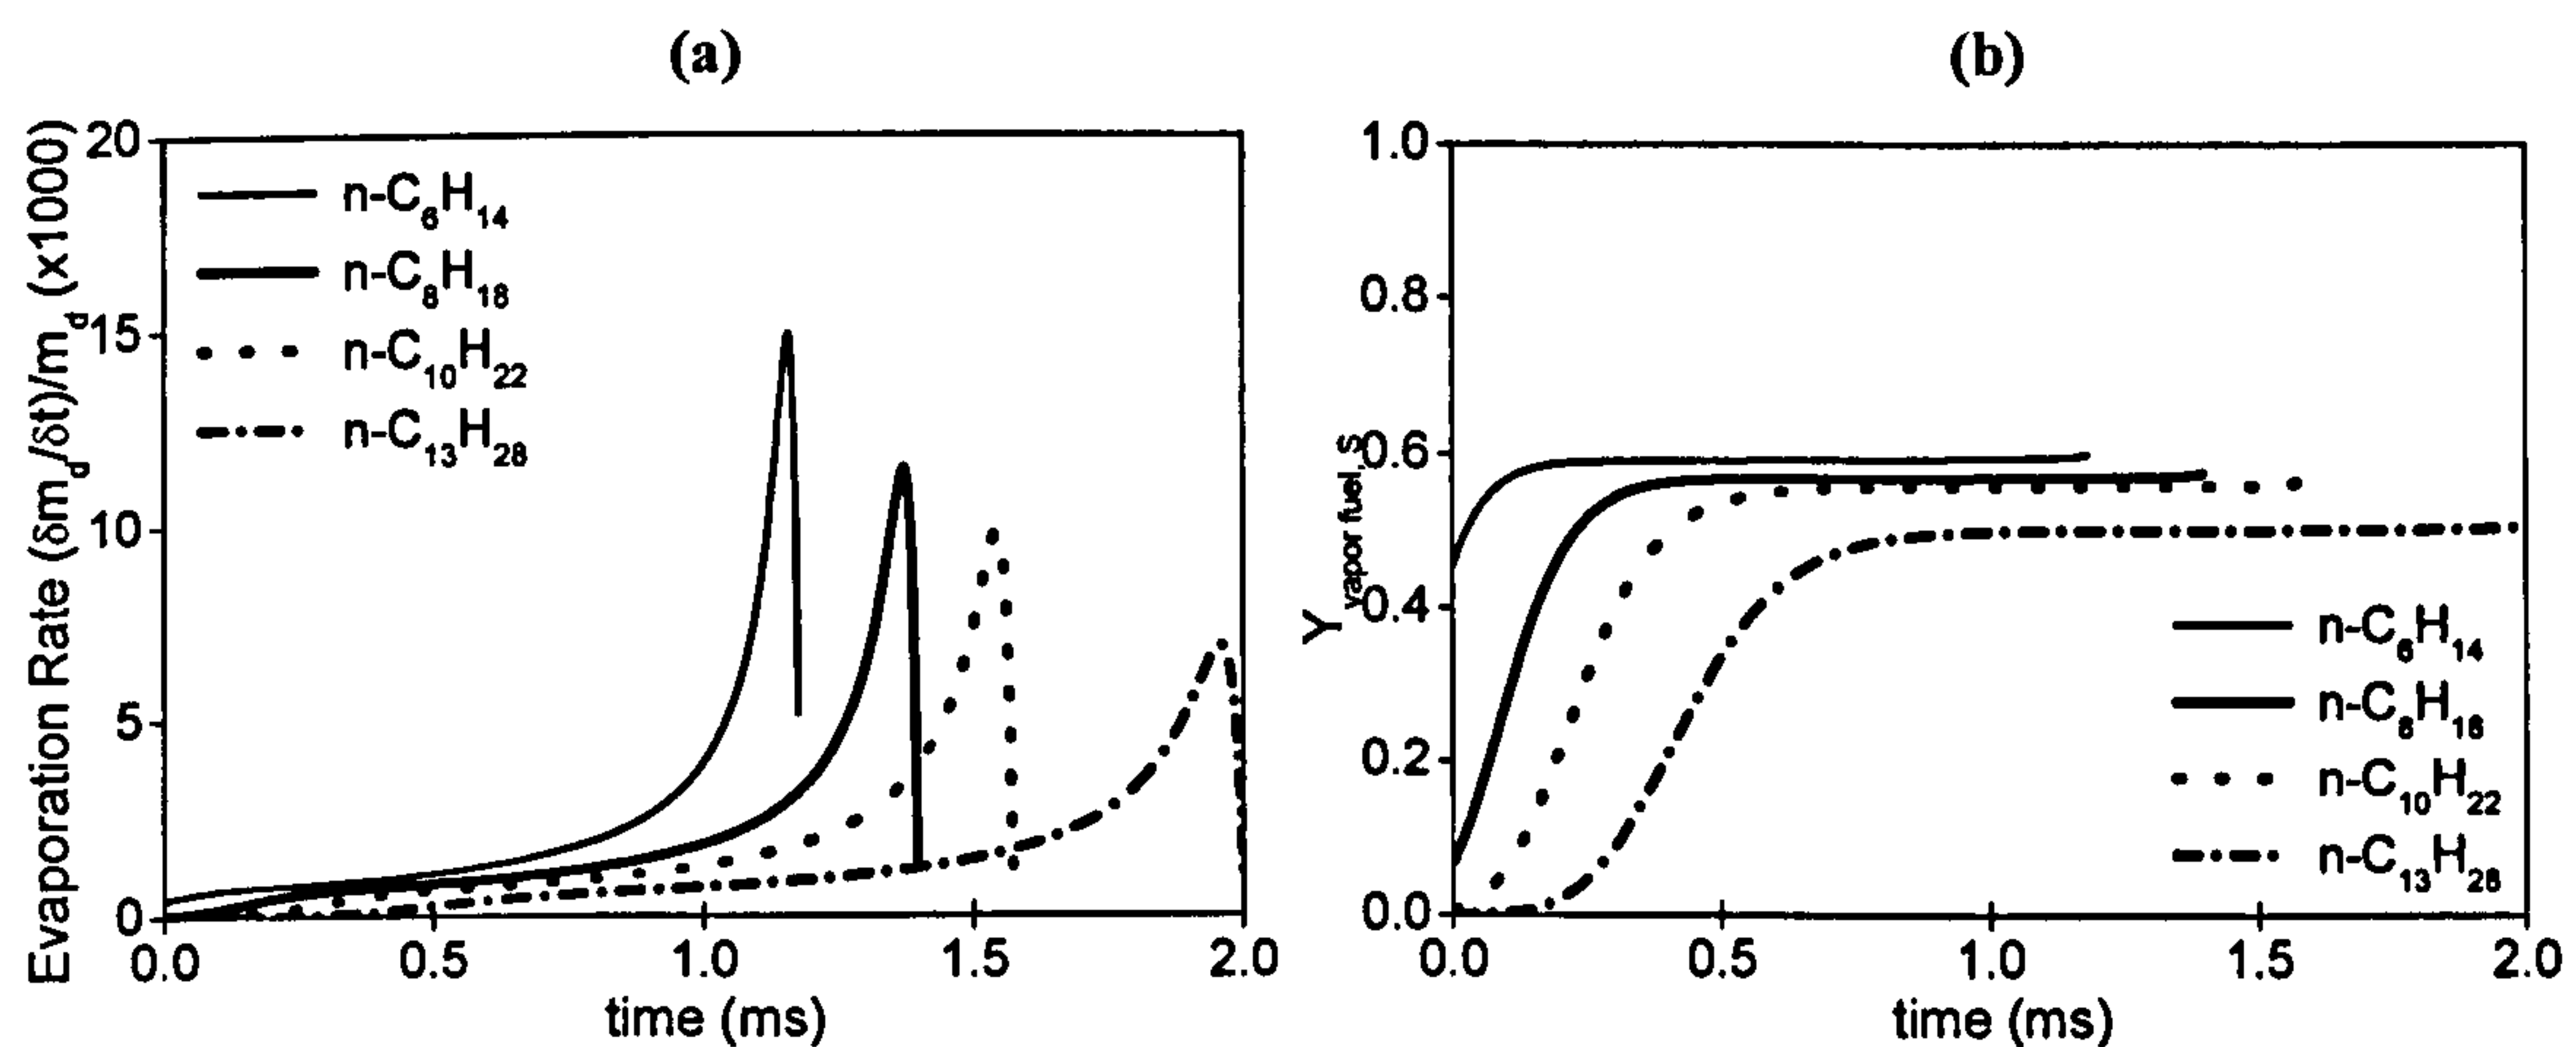 (a)
Evaporation Rate (δm_d/δt)/m_d (x1000)
20
15
10
5
0
n-C₆H₁₄
n-C₈H₁₈
n-C₁₀H₂₂
n-C₁₃H₂₈
0.0 0.5 1.0 1.5 2.0
time (ms)
(b)
Y_vapor fuel,S
1.0
0.8
0.6
0.4
0.2
0.0
n-C₆H₁₄
n-C₈H₁₈
n-C₁₀H₂₂
n-C₁₃H₂₈
0.0 0.5 1.0 1.5 2.0
time (ms)